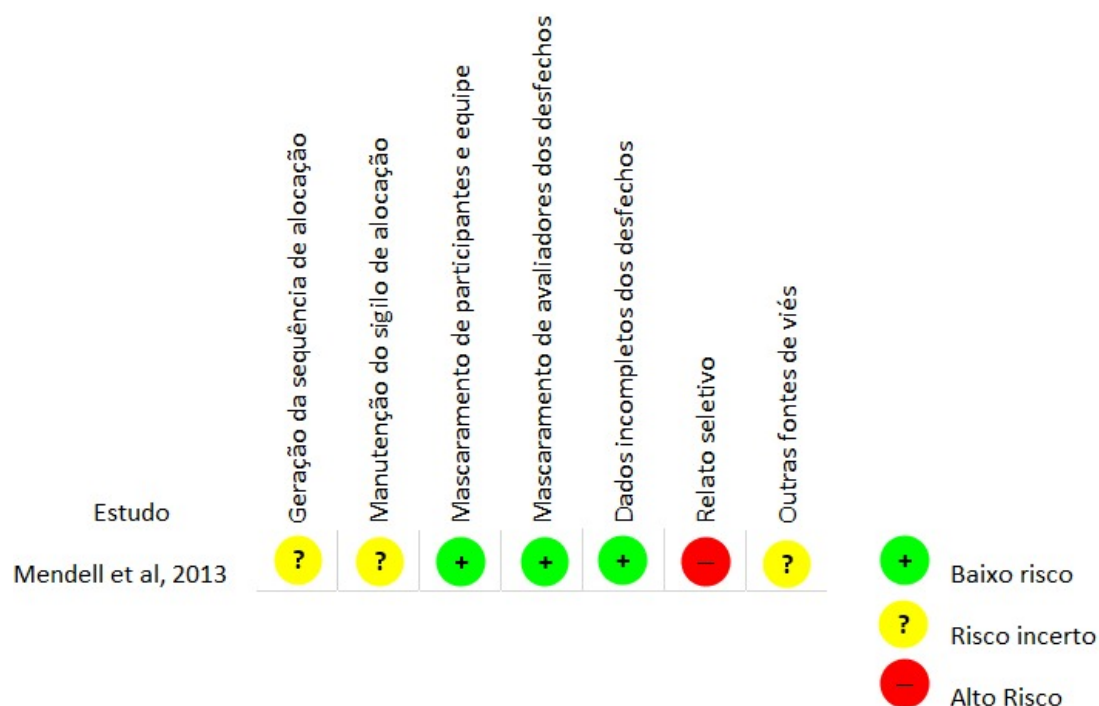 Geração da sequência de alocação
Manutenção do sigilo de alocação
Mascaramento de participantes e equipe
Mascaramento de avaliadores dos desfechos
Dados incompletos dos desfechos
Relato seletivo
Outras fontes de viés
Estudo
Mendell et al, 2013
? ? + + + – ?
+ Baixo risco
? Risco incerto
– Alto Risco